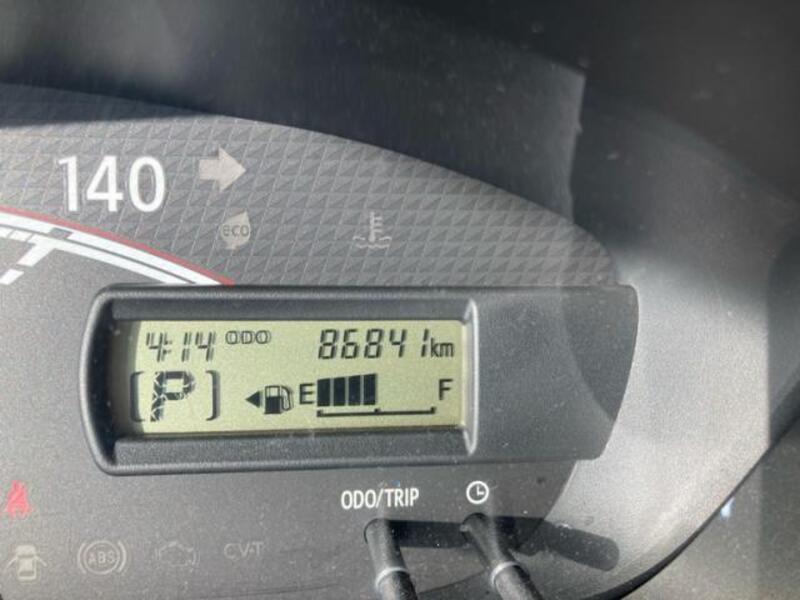 140
eco
4:14 ODO 86841km
P E F
ODO/TRIP
ABS CVT